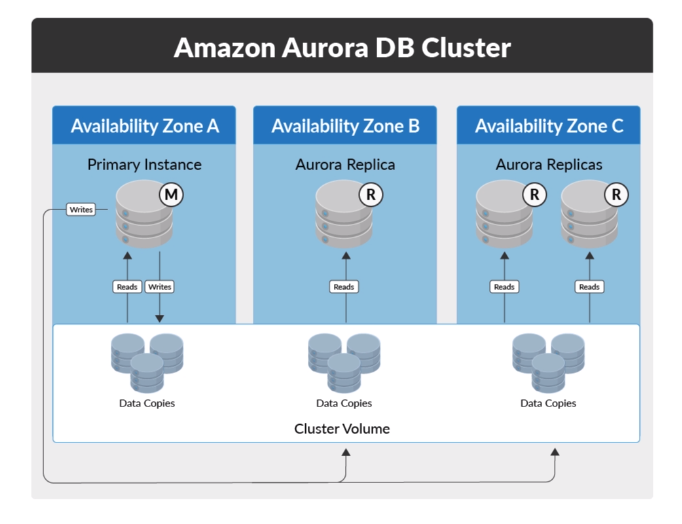 Amazon Aurora DB Cluster
Availability Zone A
Availability Zone B
Availability Zone C
Primary Instance
Aurora Replica
Aurora Replicas
M
R
R
R
Writes
Reads
Writes
Reads
Reads
Reads
Data Copies
Data Copies
Data Copies
Cluster Volume